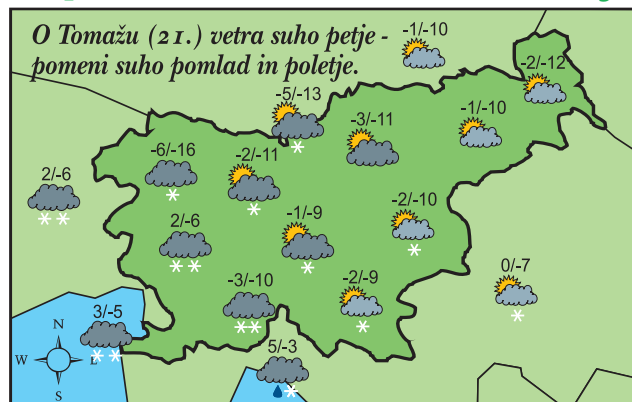 O Tomažu (21.) vetra suho petje -
pomeni suho pomlad in poletje.
-1/-10
-2/-12
-5/-13
-1/-10
-3/-11
-6/-16
-2/-11
2/-6
-2/-10
2/-6
-1/-9
0/-7
-3/-10
-2/-9
3/-5
5/-3
N
W
L
S